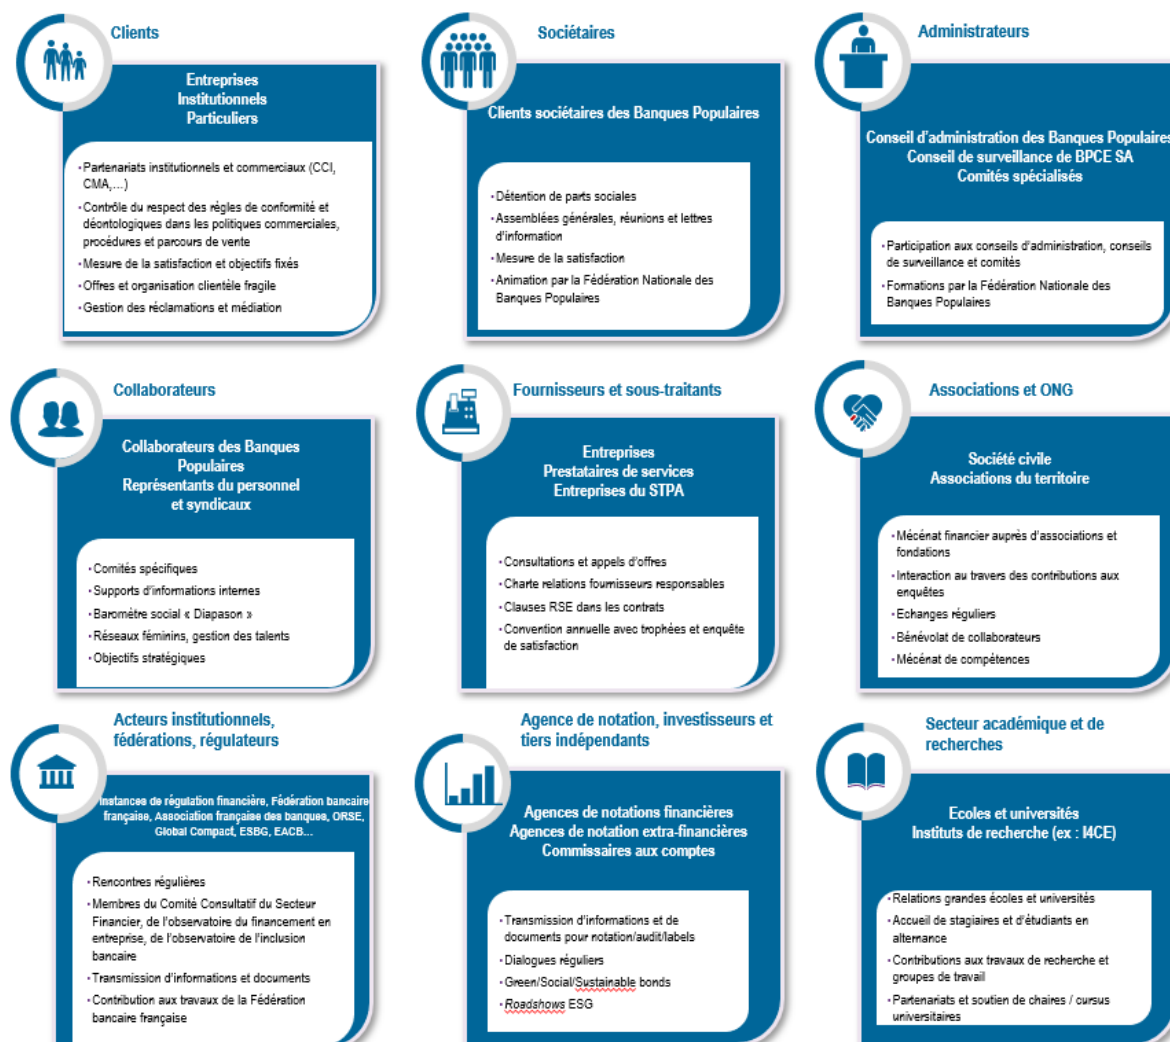 Clients
Entreprises
Institutionnels
Particuliers
•Partenariats institutionnels et commerciaux (CCI,
CMA,...)
•Contrôle du respect des règles de conformité et
déontologiques dans les politiques commerciales,
procédures et parcours de vente
•Mesure de la satisfaction et objectifs fixés
•Offres et organisation clientèle fragile
•Gestion des réclamations et médiation
Sociétaires
Clients sociétaires des Banques Populaires
•Détention de parts sociales
•Assemblées générales, réunions et lettres
d'information
•Mesure de la satisfaction
•Animation par la Fédération Nationale des
Banques Populaires
Administrateurs
Conseil d'administration des Banques Populaires
Conseil de surveillance de BPCE SA
Comités spécialisés
•Participation aux conseils d'administration, conseils
de surveillance et comités
•Formations par la Fédération Nationale des
Banques Populaires
Collaborateurs
Collaborateurs des Banques
Populaires
Représentants du personnel
et syndicaux
•Comités spécifiques
•Supports d'informations internes
•Baromètre social « Diapason »
•Réseaux féminins, gestion des talents
•Objectifs stratégiques
Fournisseurs et sous-traitants
Entreprises
Prestataires de services
Entreprises du STPA
•Consultations et appels d'offres
•Charte relations fournisseurs responsables
•Clauses RSE dans les contrats
•Convention annuelle avec trophées et enquête
de satisfaction
Associations et ONG
Société civile
Associations du territoire
•Mécénat financier auprès d'associations et
fondations
•Interaction au travers des contributions aux
enquêtes
•Echanges réguliers
•Bénévolat de collaborateurs
•Mécénat de compétences
Acteurs institutionnels,
fédérations, régulateurs
Instances de régulation financière, Fédération bancaire
française, Association française des banques, ORSE,
Global Compact, ESBG, EACB...
•Rencontres régulières
•Membres du Comité Consultatif du Secteur
Financier, de l'observatoire du financement en
entreprise, de l'observatoire de l'inclusion
bancaire
•Transmission d'informations et documents
•Contribution aux travaux de la Fédération
bancaire française
Agence de notation, investisseurs et
tiers indépendants
Agences de notations financières
Agences de notation extra-financières
Commissaires aux comptes
•Transmission d'informations et de
documents pour notation/audit/labels
•Dialogues réguliers
•Green/Social/Sustainable bonds
•Roadshows ESG
Secteur académique et de
recherches
Ecoles et universités
Instituts de recherche (ex : I4CE)
•Relations grandes écoles et universités
•Accueil de stagiaires et d'étudiants en
alternance
•Contributions aux travaux de recherche et
groupes de travail
•Partenariats et soutien de chaires / cursus
universitaires